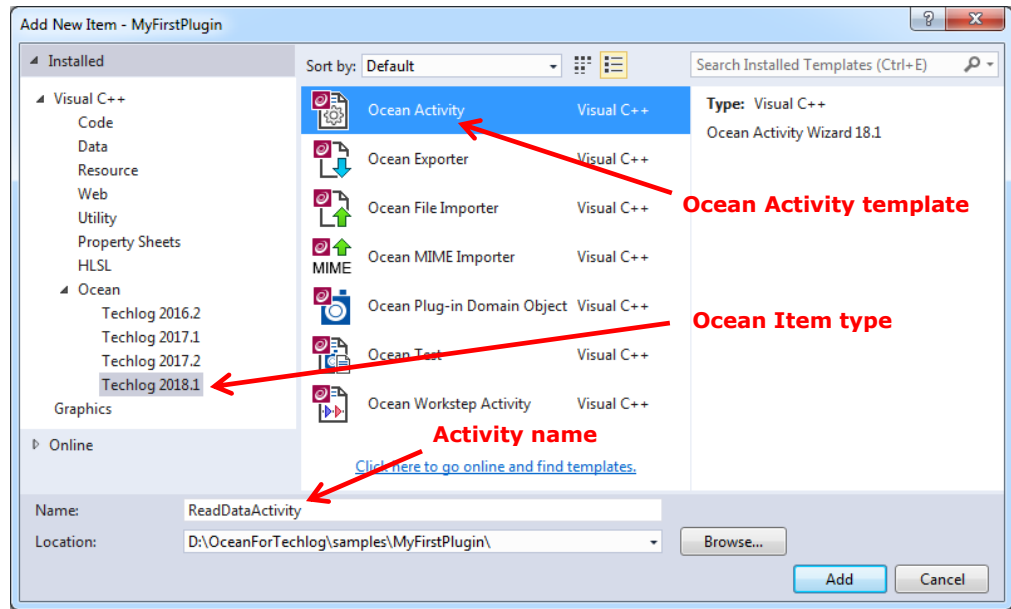 Add New Item - MyFirstPlugin
Installed
Visual C++
Code
Data
Resource
Web
Utility
Property Sheets
HLSL
Ocean
Techlog 2016.2
Techlog 2017.1
Techlog 2017.2
Techlog 2018.1
Graphics
Online
Sort by: Default
Search Installed Templates (Ctrl+E)
Ocean Activity Visual C++
Ocean Exporter Visual C++
Ocean File Importer Visual C++
MIME Ocean MIME Importer Visual C++
Ocean Plug-in Domain Object Visual C++
Ocean Test Visual C++
Ocean Workstep Activity Visual C++
Click here to go online and find templates.
Type: Visual C++
Ocean Activity Wizard 18.1
Ocean Activity template
Ocean Item type
Activity name
Name: ReadDataActivity
Location: D:\OceanForTechlog\samples\MyFirstPlugin\ Browse...
Add Cancel